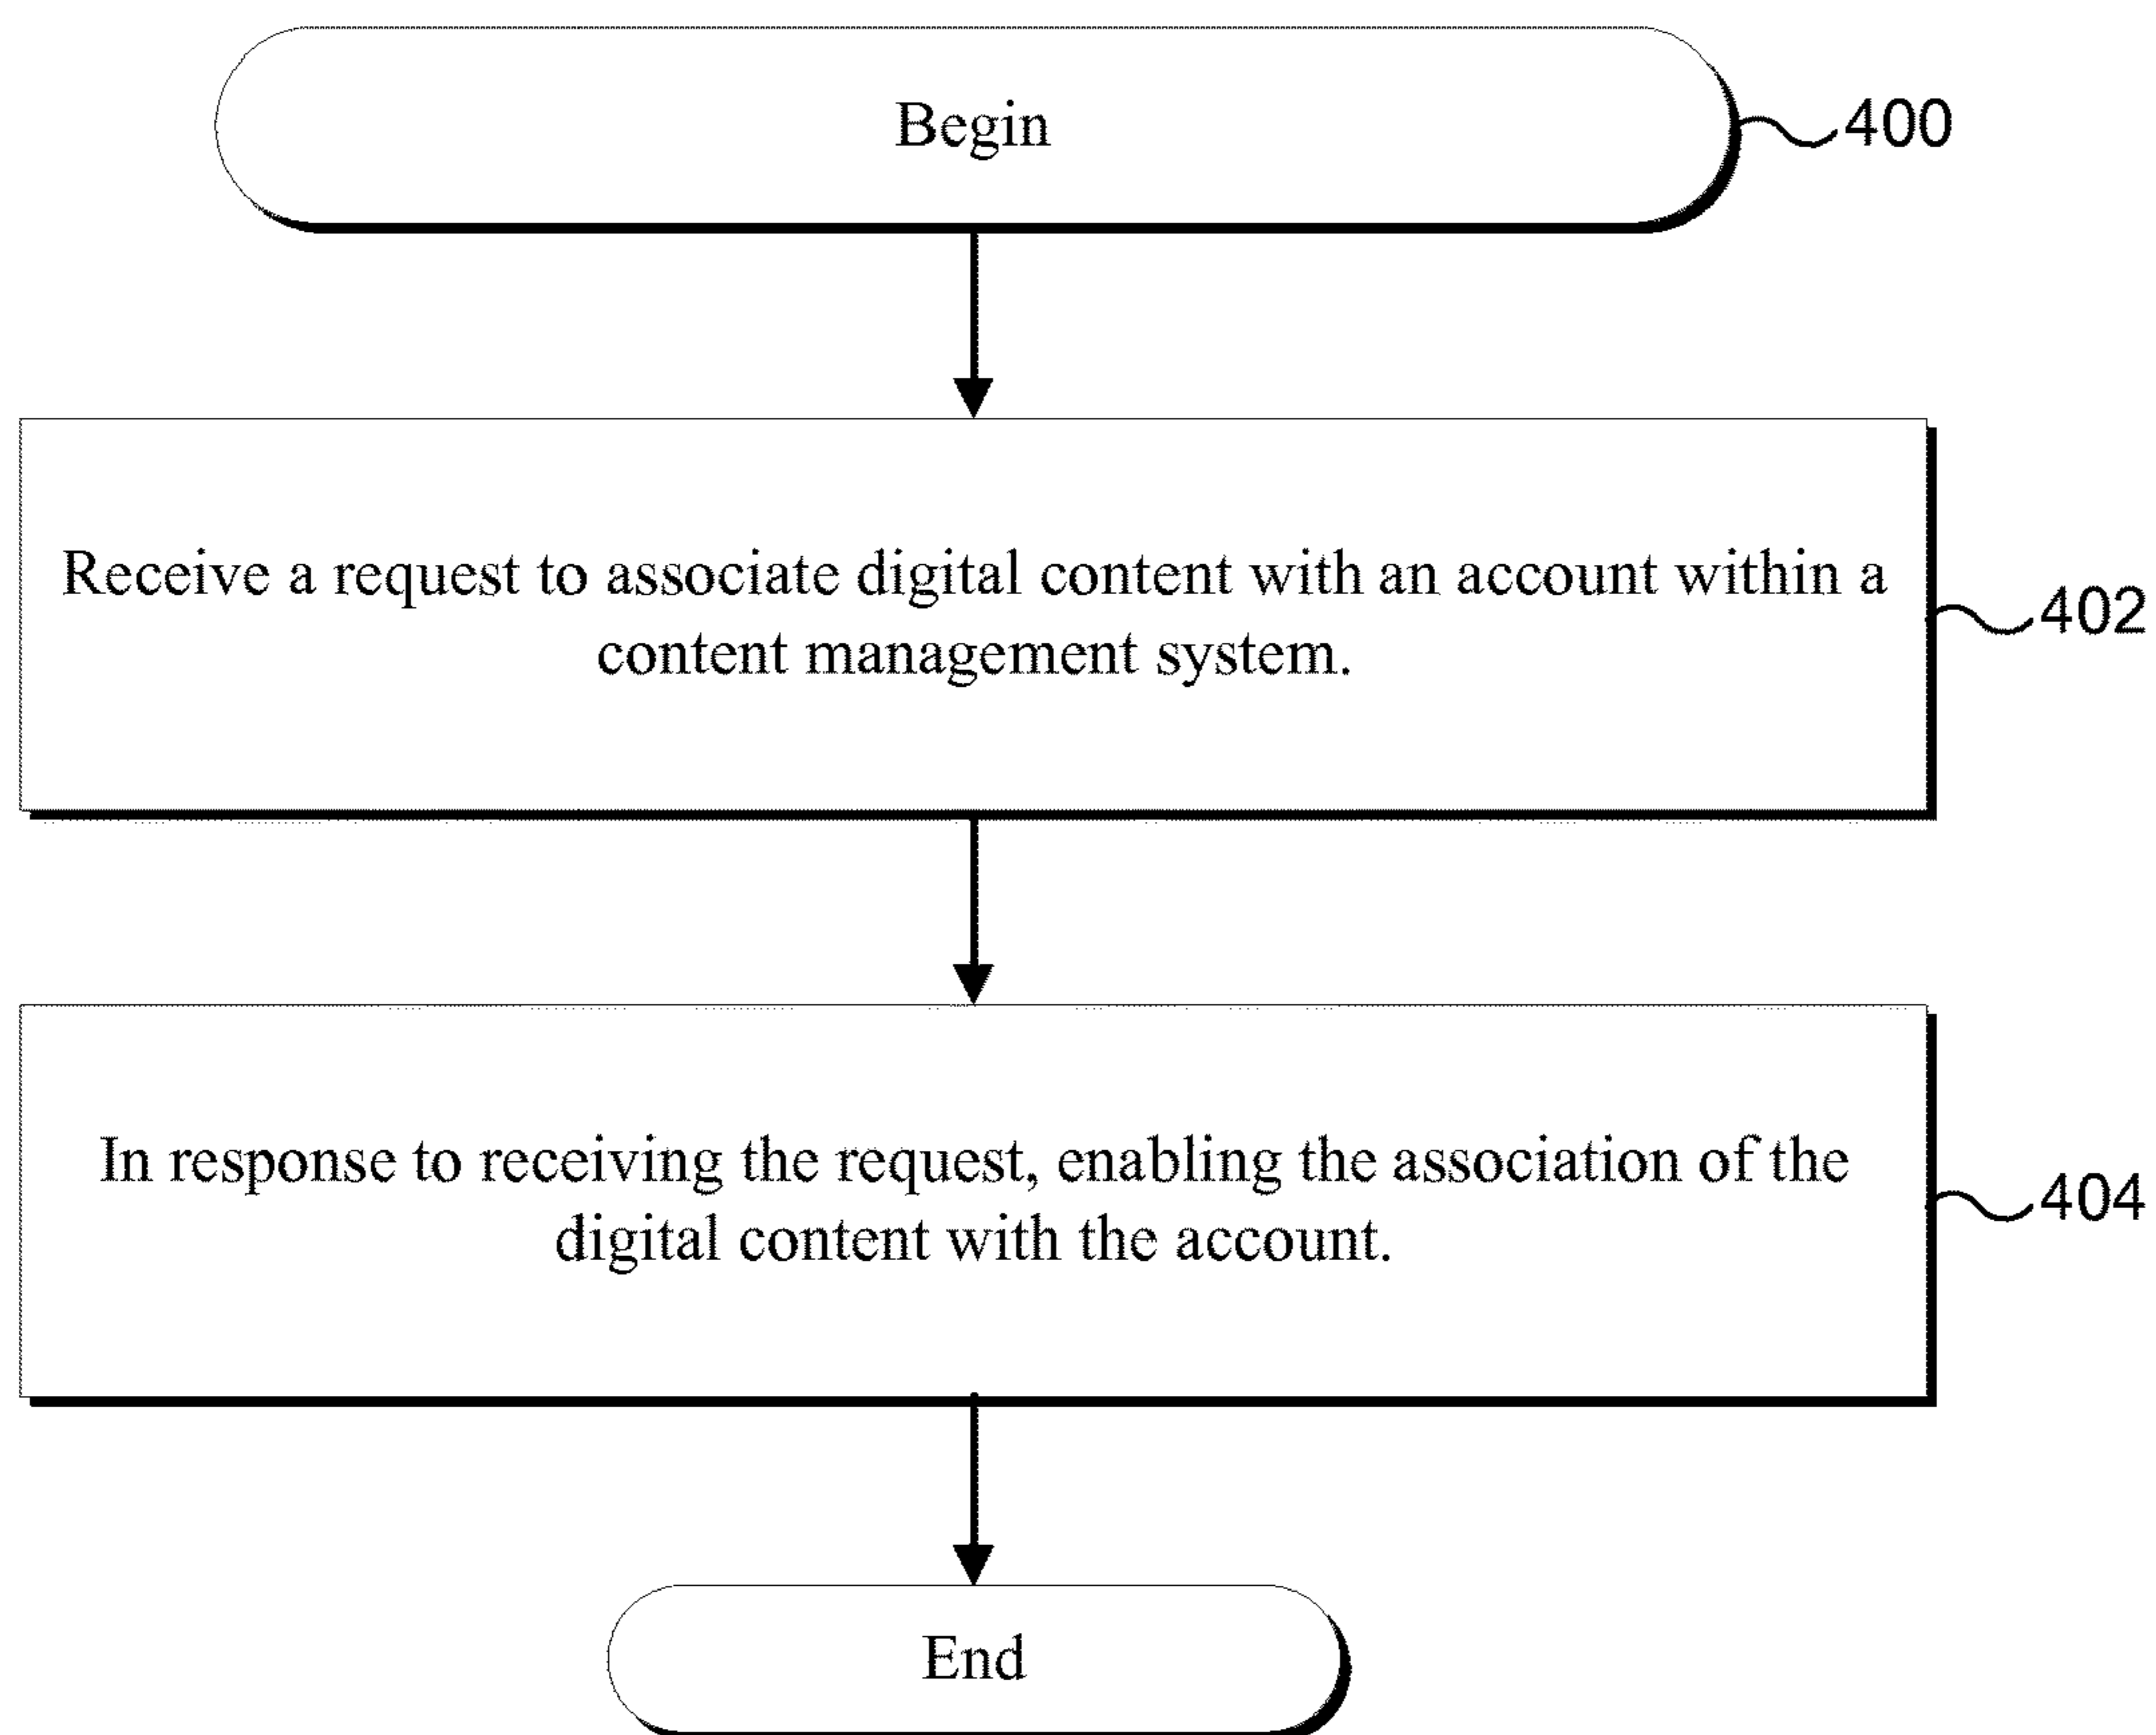 Begin
400
Receive a request to associate digital content with an account within a
content management system.
402
In response to receiving the request, enabling the association of the
digital content with the account.
404
End